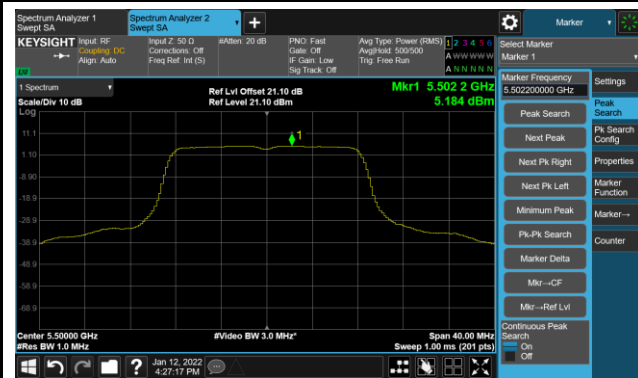 Spectrum Analyzer 1
Swept SA
Spectrum Analyzer 2
Swept SA
+
Marker
KEYSIGHT
Input: RF
Coupling: DC
Align: Auto
Input Z: 50 Ω
Corrections: Off
Freq Ref: Int (S)
#Atten: 20 dB
PNO: Fast
Gate: Off
IF Gain: Low
Sig Track: Off
Avg Type: Power (RMS)
Avg|Hold: 500/500
Trig: Free Run
1 2 3 4 5 6
A W W W W W
A N N N N N
LXI
Select Marker
Marker 1
1 Spectrum
Scale/Div 10 dB
Log
Ref Lvl Offset 21.10 dB
Ref Level 21.10 dBm
Mkr1 5.502 2 GHz
5.184 dBm
11.1
1.10
-8.90
-18.9
-28.9
-38.9
-48.9
-58.9
-68.9
1
Center 5.50000 GHz
#Res BW 1.0 MHz
#Video BW 3.0 MHz*
Span 40.00 MHz
Sweep 1.00 ms (201 pts)
Marker Frequency
5.502200000 GHz
Peak Search
Next Peak
Next Pk Right
Next Pk Left
Minimum Peak
Pk-Pk Search
Marker Delta
Mkr→CF
Mkr→Ref Lvl
Continuous Peak
Search
On
Off
Settings
Peak
Search
Pk Search
Config
Properties
Marker
Function
Marker→
Counter
?
Jan 12, 2022
4:27:17 PM